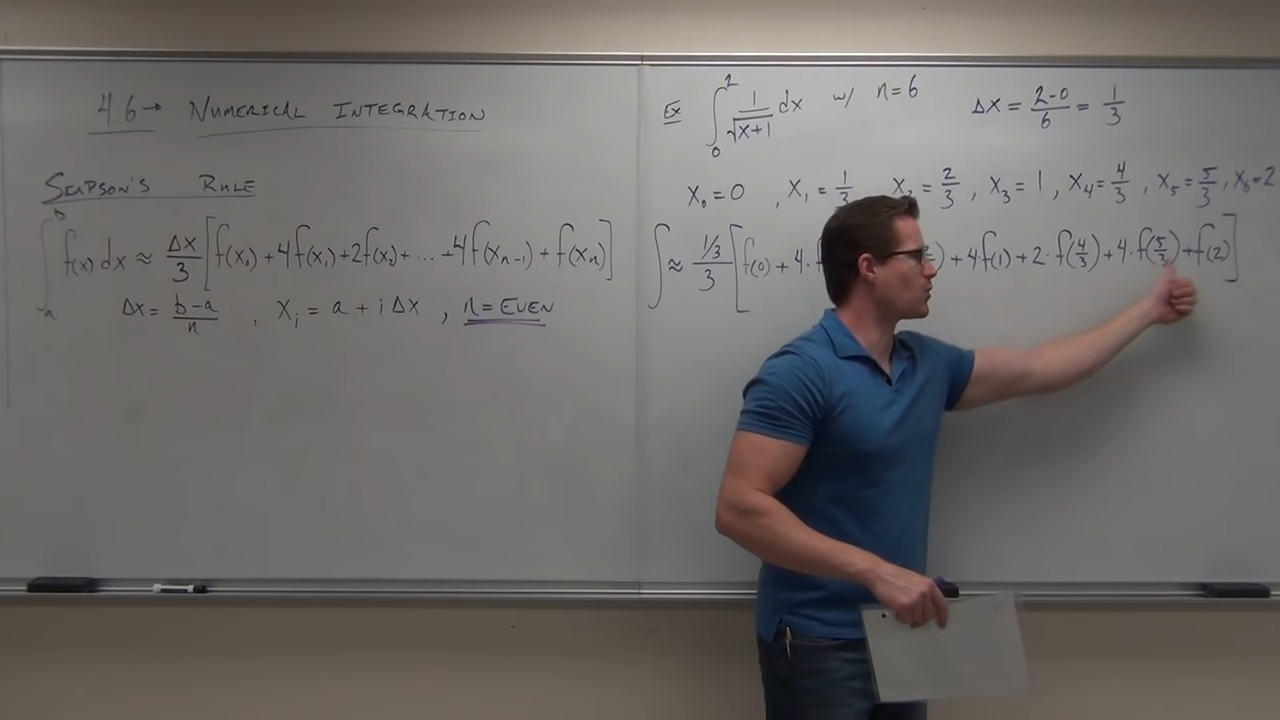 4.6 → NUMERICAL INTEGRATION
SIMPSON'S RULE
∫ₐᵇ f(x) dx ≈ Δx/3 [f(x₀) + 4f(x₁) + 2f(x₂) + ... + 4f(xₙ₋₁) + f(xₙ)]
Δx = b-a/n , xᵢ = a + i Δx , n = EVEN
Ex ∫₀² 1/√(x+1) dx w/ n=6 Δx = 2-0/6 = 1/3
x₀ = 0 , x₁ = 1/3 x₂ = 2/3 , x₃ = 1 , x₄ = 4/3 , x₅ = 5/3 , x₆ = 2
∫ ≈ 1/3/3 [f(0) + 4· f ) + 4f(1) + 2· f(4/3) + 4· f(5/3) + f(2)]